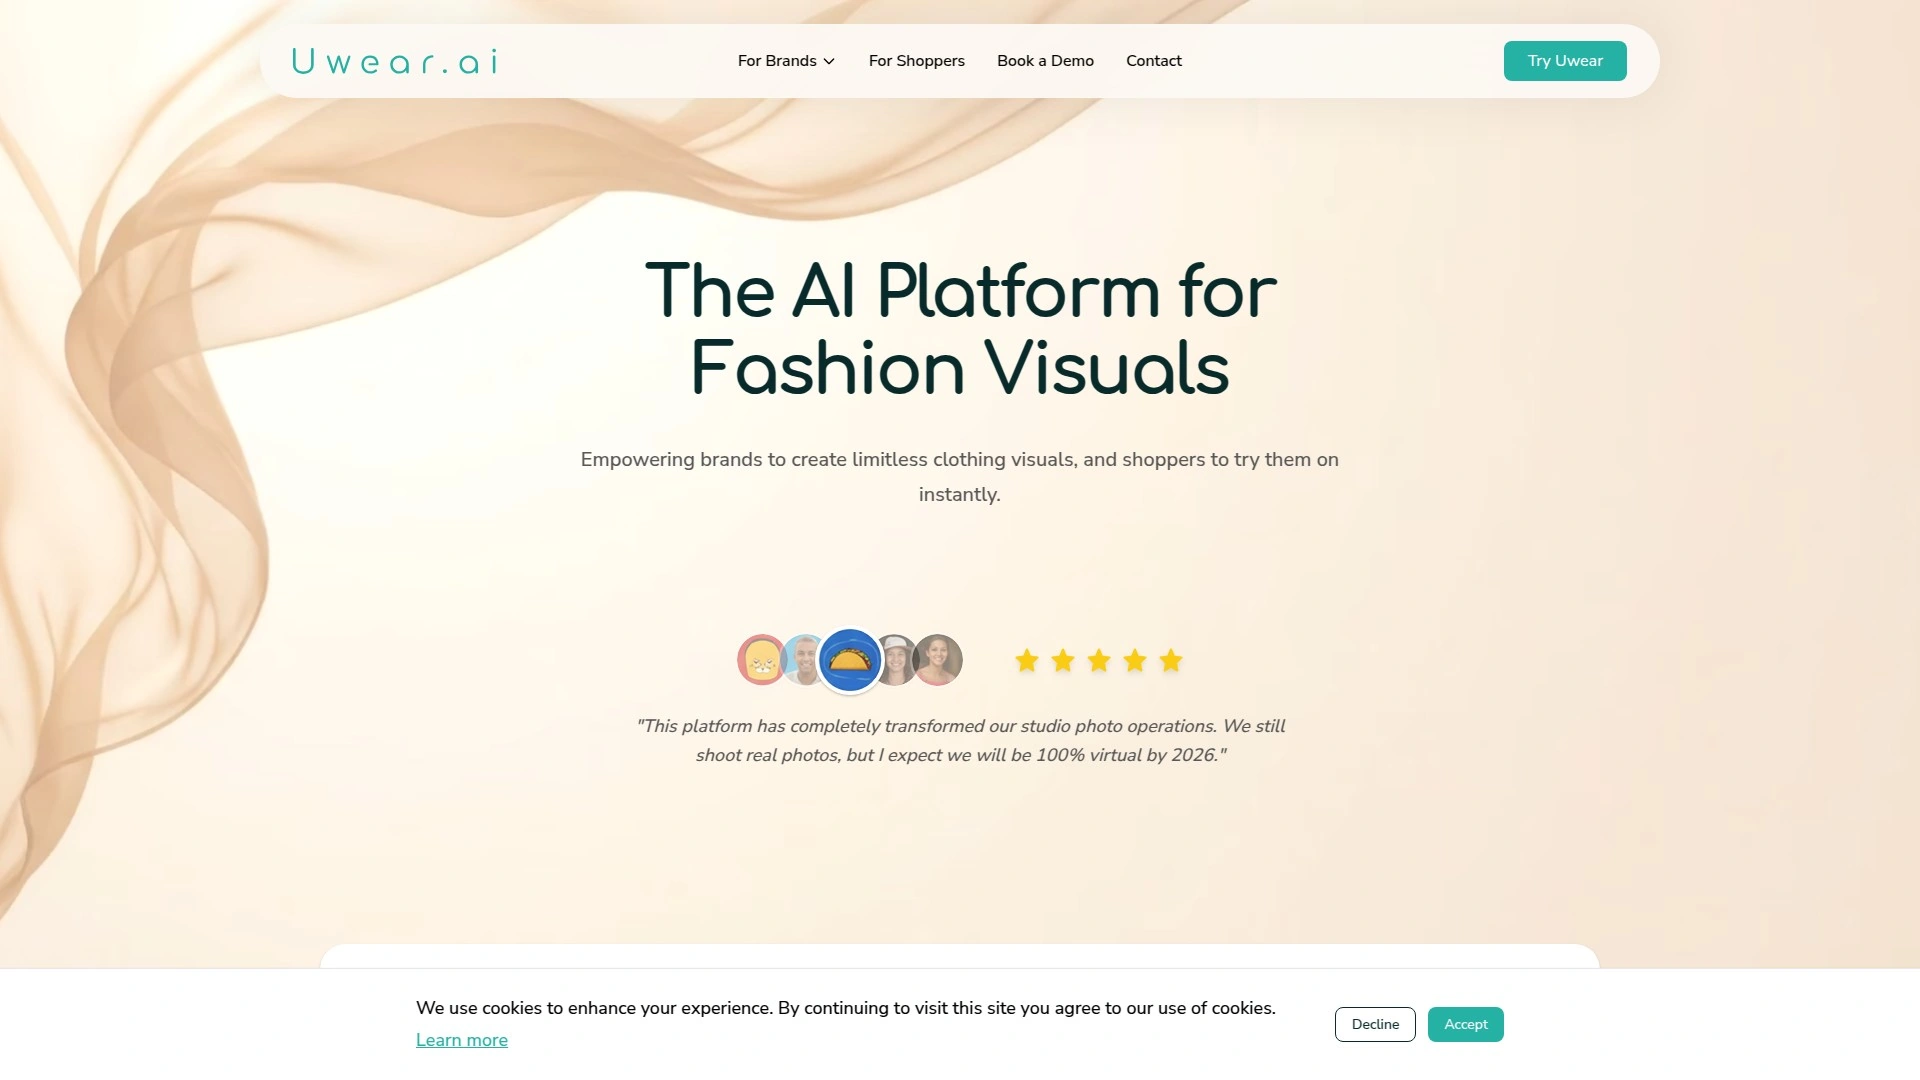 Uwear.ai
For Brands
For Shoppers
Book a Demo
Contact
Try Uwear
The AI Platform for
Fashion Visuals
Empowering brands to create limitless clothing visuals, and shoppers to try them on
instantly.
"This platform has completely transformed our studio photo operations. We still
shoot real photos, but I expect we will be 100% virtual by 2026."
We use cookies to enhance your experience. By continuing to visit this site you agree to our use of cookies.
Learn more
Decline
Accept